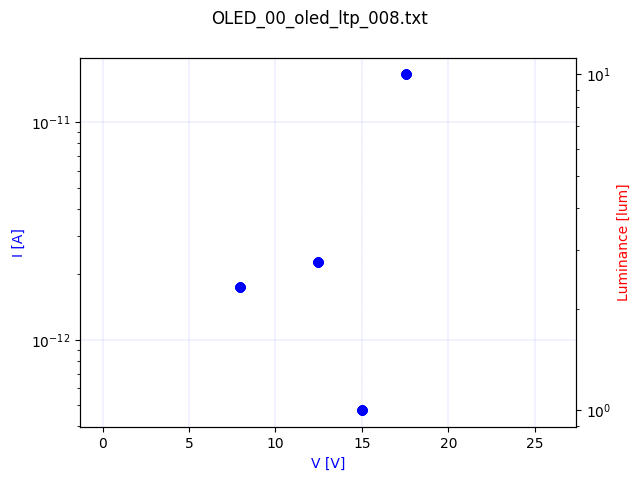 OLED_00_oled_ltp_008.txt
10⁻¹¹
10⁻¹²
I [A]
10¹
10⁰
Luminance [lum]
0 5 10 15 20 25
V [V]